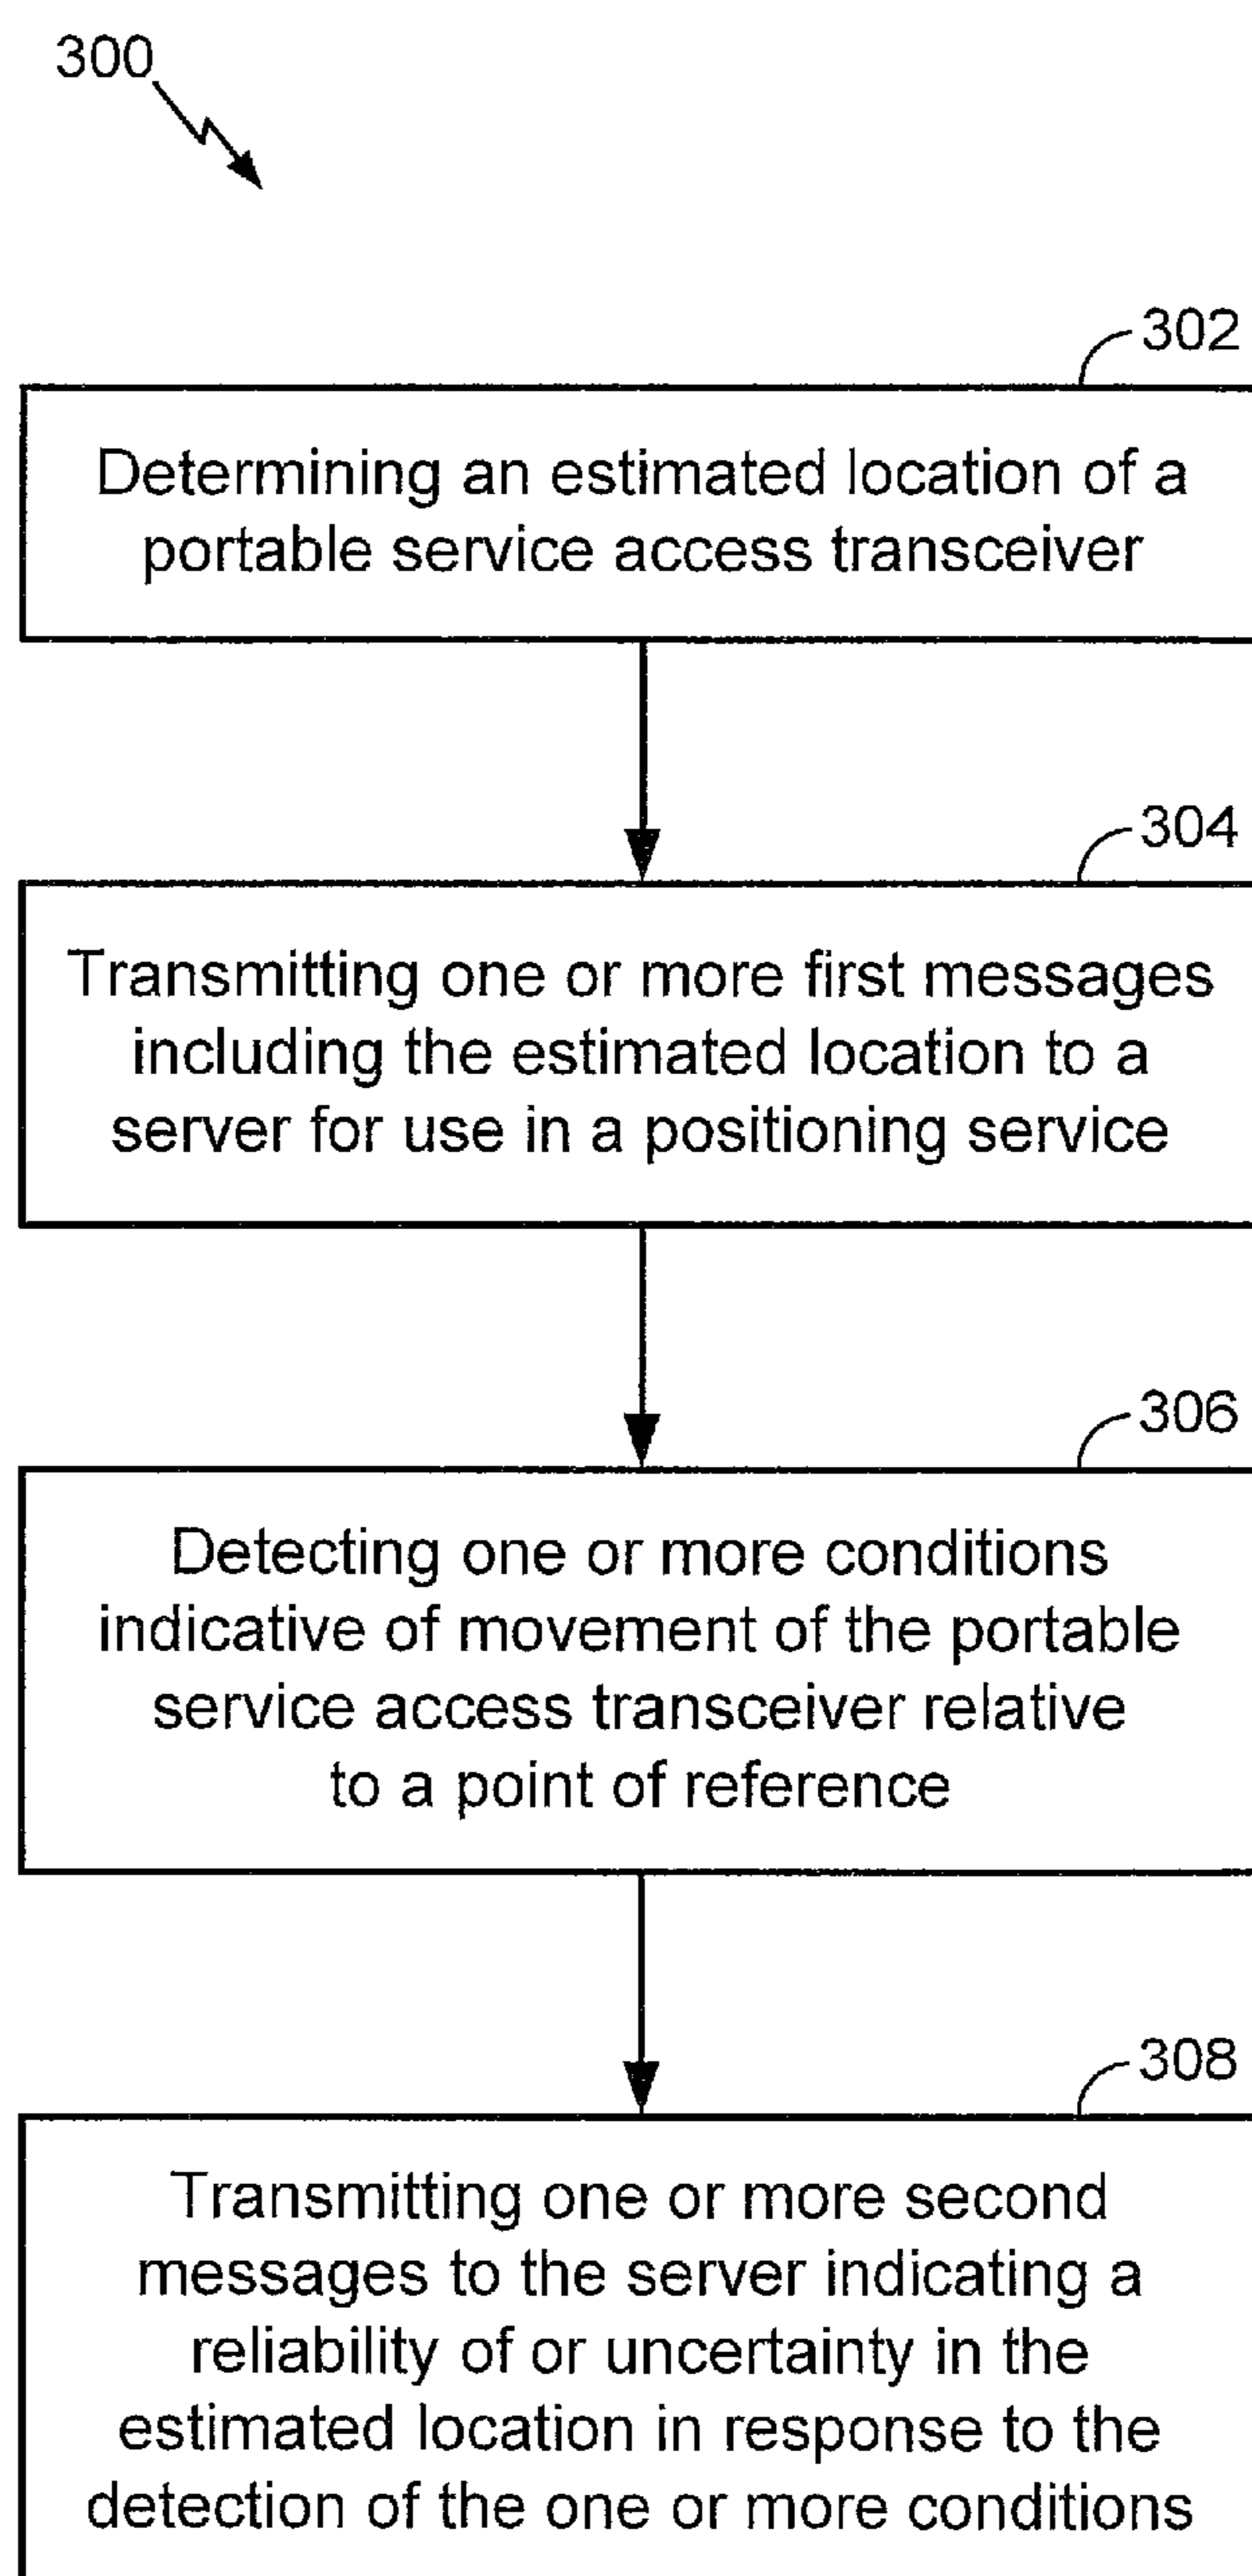 300
302
Determining an estimated location of a
portable service access transceiver
304
Transmitting one or more first messages
including the estimated location to a
server for use in a positioning service
306
Detecting one or more conditions
indicative of movement of the portable
service access transceiver relative
to a point of reference
308
Transmitting one or more second
messages to the server indicating a
reliability of or uncertainty in the
estimated location in response to the
detection of the one or more conditions